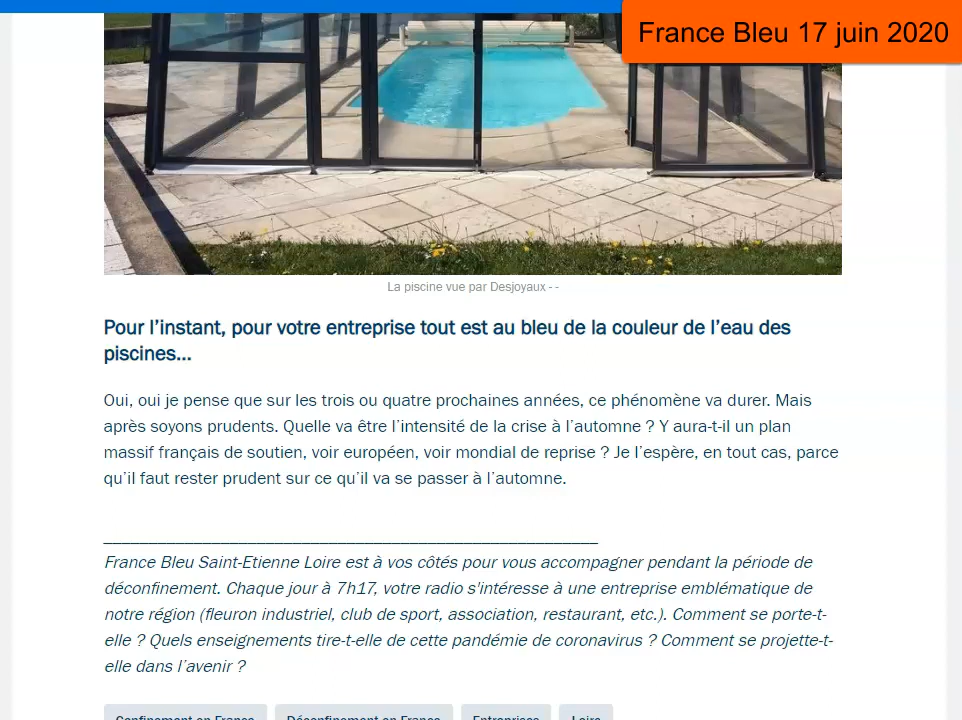 France Bleu 17 juin 2020
La piscine vue par Desjoyaux - -
Pour l’instant, pour votre entreprise tout est au bleu de la couleur de l’eau des
piscines...
Oui, oui je pense que sur les trois ou quatre prochaines années, ce phénomène va durer. Mais
après soyons prudents. Quelle va être l’intensité de la crise à l’automne ? Y aura-t-il un plan
massif français de soutien, voir européen, voir mondial de reprise ? Je l’espère, en tout cas, parce
qu’il faut rester prudent sur ce qu’il va se passer à l’automne.
France Bleu Saint-Etienne Loire est à vos côtés pour vous accompagner pendant la période de
déconfinement. Chaque jour à 7h17, votre radio s'intéresse à une entreprise emblématique de
notre région (fleuron industriel, club de sport, association, restaurant, etc.). Comment se porte-t-
elle ? Quels enseignements tire-t-elle de cette pandémie de coronavirus ? Comment se projette-t-
elle dans l’avenir ?
Confinement en France Déconfinement en France Entreprises Loire